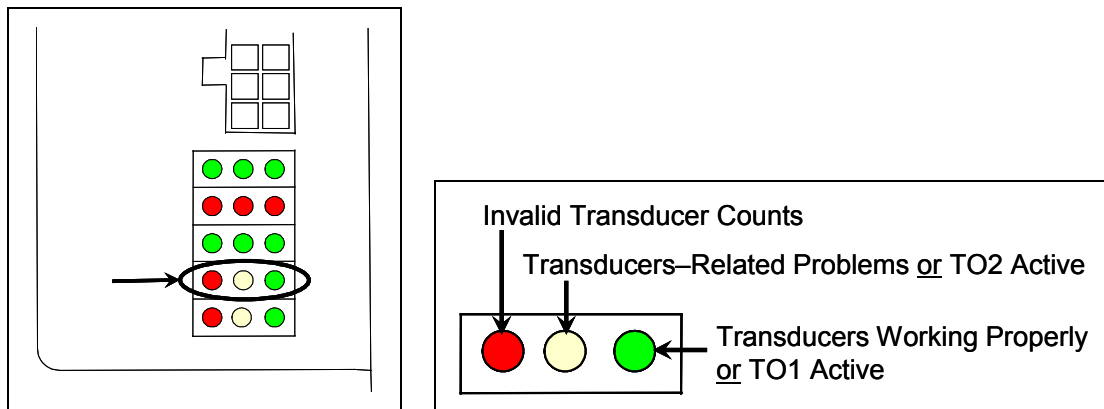 Invalid Transducer Counts
Transducers–Related Problems or TO2 Active
Transducers Working Properly
or TO1 Active